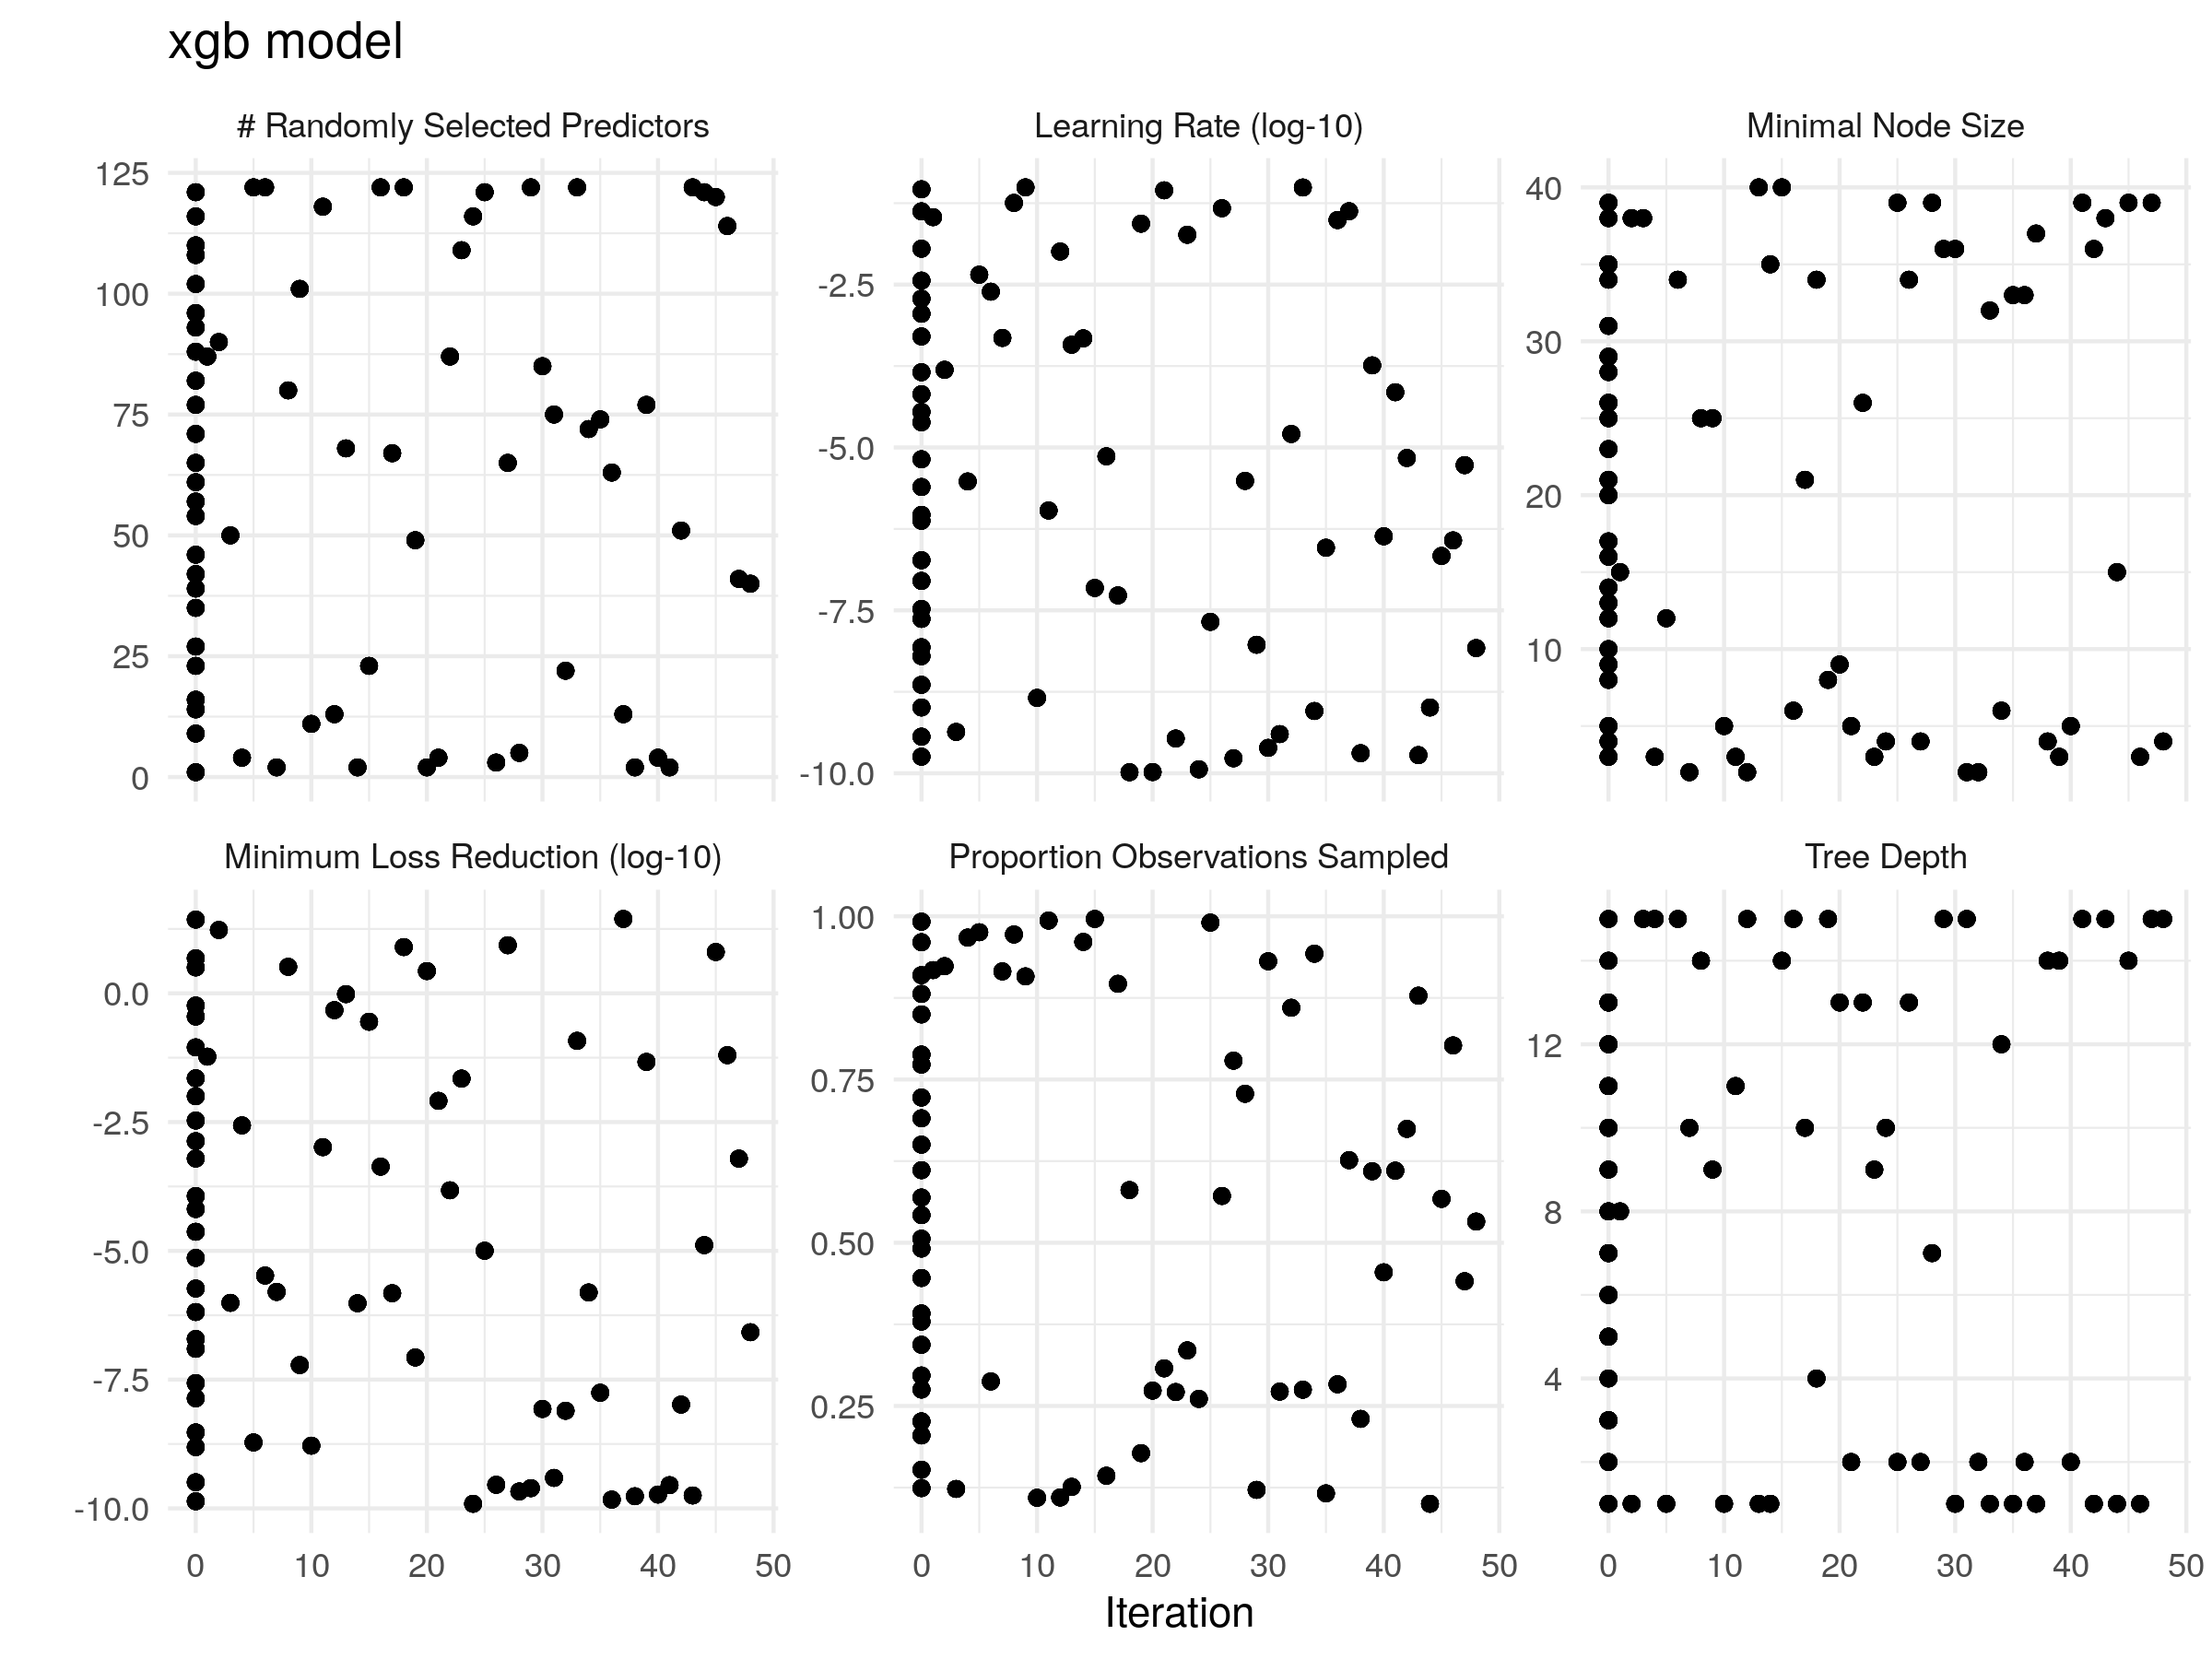 xgb model
# Randomly Selected Predictors
Learning Rate (log-10)
Minimal Node Size
125
100
75
50
25
0
-2.5
-5.0
-7.5
-10.0
40
30
20
10
Minimum Loss Reduction (log-10)
Proportion Observations Sampled
Tree Depth
0.0
-2.5
-5.0
-7.5
-10.0
1.00
0.75
0.50
0.25
12
8
4
0 10 20 30 40 50
0 10 20 30 40 50
0 10 20 30 40 50
Iteration